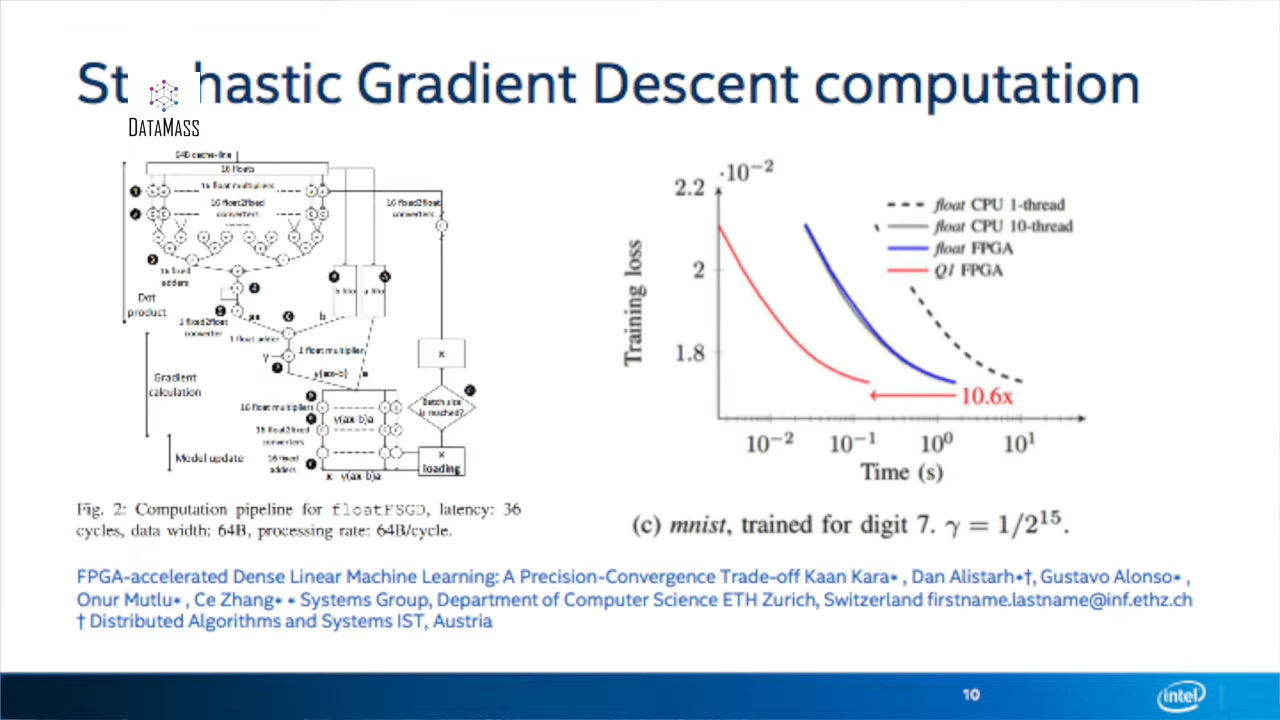 Stochastic Gradient Descent computation
DATAMASS
64B cache-line
16 floats
16 float multipliers
16 float2fixed
converters
16 fixed2float
converters
16 fixed
adders
Dot
product
ax
b
b fifo
a fifo
1 fixed2float
converter
1 float adder
γ
1 float multiplier
γ(ax-b)
a
x
Gradient
calculation
Batch size
is reached?
16 float multipliers
γ(ax-b)a
16 float2fixed
converters
Model update
16 fixed
adders
x
loading
x - γ(ax-b)a
Fig. 2: Computation pipeline for floatFSGD, latency: 36
cycles, data width: 64B, processing rate: 64B/cycle.
·10⁻²
2.2
2
1.8
Training loss
float CPU 1-thread
float CPU 10-thread
float FPGA
Q1 FPGA
10.6x
10⁻² 10⁻¹ 10⁰ 10¹
Time (s)
(c) mnist, trained for digit 7. γ = 1/2¹⁵.
FPGA-accelerated Dense Linear Machine Learning: A Precision-Convergence Trade-off Kaan Kara* , Dan Alistarh*†, Gustavo Alonso* ,
Onur Mutlu* , Ce Zhang* * Systems Group, Department of Computer Science ETH Zurich, Switzerland firstname.lastname@inf.ethz.ch
† Distributed Algorithms and Systems IST, Austria
10
intel